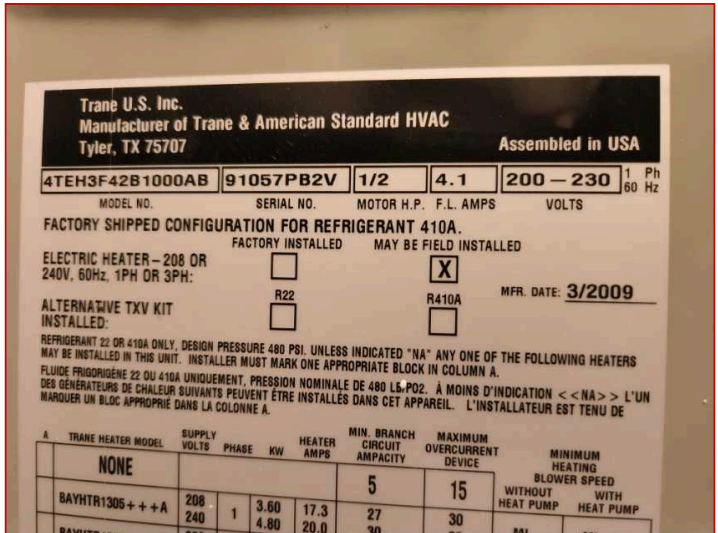 Trane U.S. Inc.
Manufacturer of Trane & American Standard HVAC
Tyler, TX 75707 Assembled in USA
4TEH3F42B1000AB 91057PB2V 1/2 4.1 200 – 230 1 Ph
60 Hz
MODEL NO. SERIAL NO. MOTOR H.P. F.L. AMPS VOLTS
FACTORY SHIPPED CONFIGURATION FOR REFRIGERANT 410A.
FACTORY INSTALLED MAY BE FIELD INSTALLED
ELECTRIC HEATER – 208 OR
240V, 60Hz, 1PH OR 3PH: X
MFR. DATE: 3/2009
R22 R410A
ALTERNATIVE TXV KIT
INSTALLED:
REFRIGERANT 22 OR 410A ONLY, DESIGN PRESSURE 480 PSI. UNLESS INDICATED "NA" ANY ONE OF THE FOLLOWING HEATERS
MAY BE INSTALLED IN THIS UNIT. INSTALLER MUST MARK ONE APPROPRIATE BLOCK IN COLUMN A.
FLUIDE FRIGORIGÈNE 22 OU 410A UNIQUEMENT, PRESSION NOMINALE DE 480 LB-PO2. À MOINS D'INDICATION <<NA>> L'UN
DES GÉNÉRATEURS DE CHALEUR SUIVANTS PEUVENT ÊTRE INSTALLÉS DANS CET APPAREIL. L'INSTALLATEUR EST TENU DE
MARQUER UN BLOC APPROPRIÉ DANS LA COLONNE A.
A TRANE HEATER MODEL SUPPLY VOLTS PHASE KW HEATER AMPS MIN. BRANCH CIRCUIT AMPACITY MAXIMUM OVERCURRENT DEVICE MINIMUM HEATING BLOWER SPEED
WITHOUT HEAT PUMP WITH HEAT PUMP
NONE 5 15
BAYHTR1305+++A 208 1 3.60 17.3 27 30
240 4.80 20.0 30